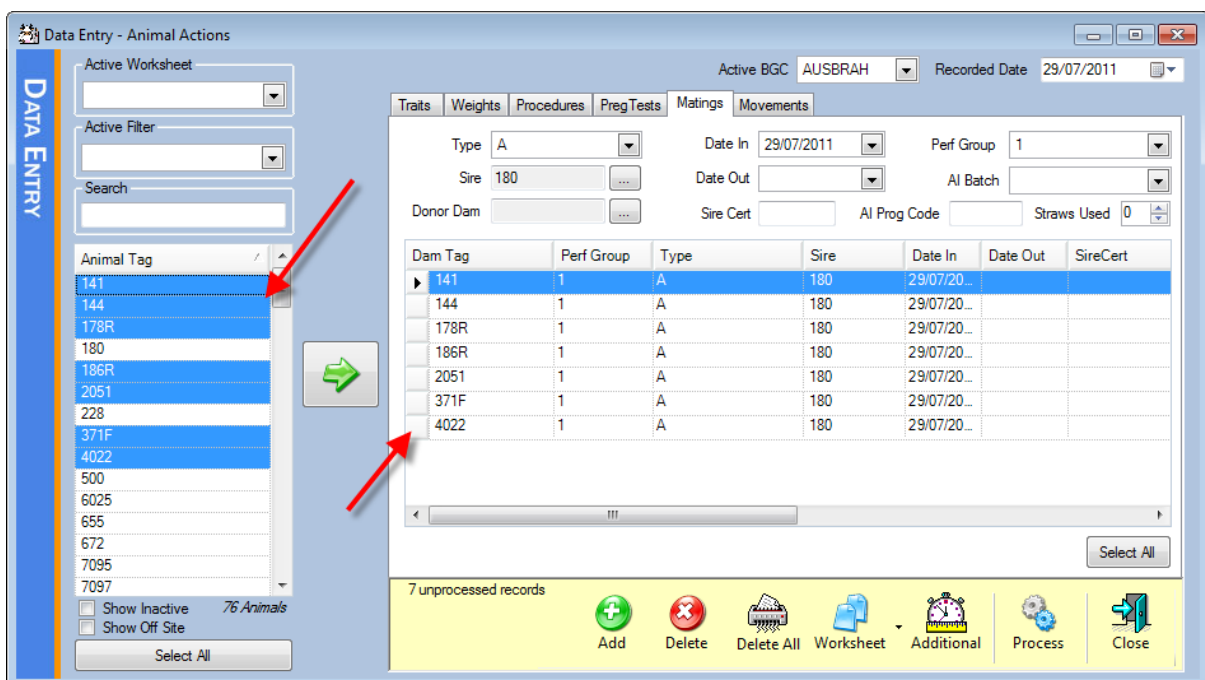 Data Entry - Animal Actions
DATA ENTRY
Active Worksheet
Active Filter
Search
Animal Tag
141
144
178R
180
186R
2051
228
371F
4022
500
6025
655
672
7095
7097
Show Inactive 76 Animals
Show Off Site
Select All
Active BGC AUSBRAH Recorded Date 29/07/2011
Traits Weights Procedures PregTests Matings Movements
Type A Date In 29/07/2011 Perf Group 1
Sire 180 ... Date Out AI Batch
Donor Dam ... Sire Cert AI Prog Code Straws Used 0
Dam Tag Perf Group Type Sire Date In Date Out SireCert
141 1 A 180 29/07/20...
144 1 A 180 29/07/20...
178R 1 A 180 29/07/20...
186R 1 A 180 29/07/20...
2051 1 A 180 29/07/20...
371F 1 A 180 29/07/20...
4022 1 A 180 29/07/20...
Select All
7 unprocessed records
Add Delete Delete All Worksheet Additional Process Close